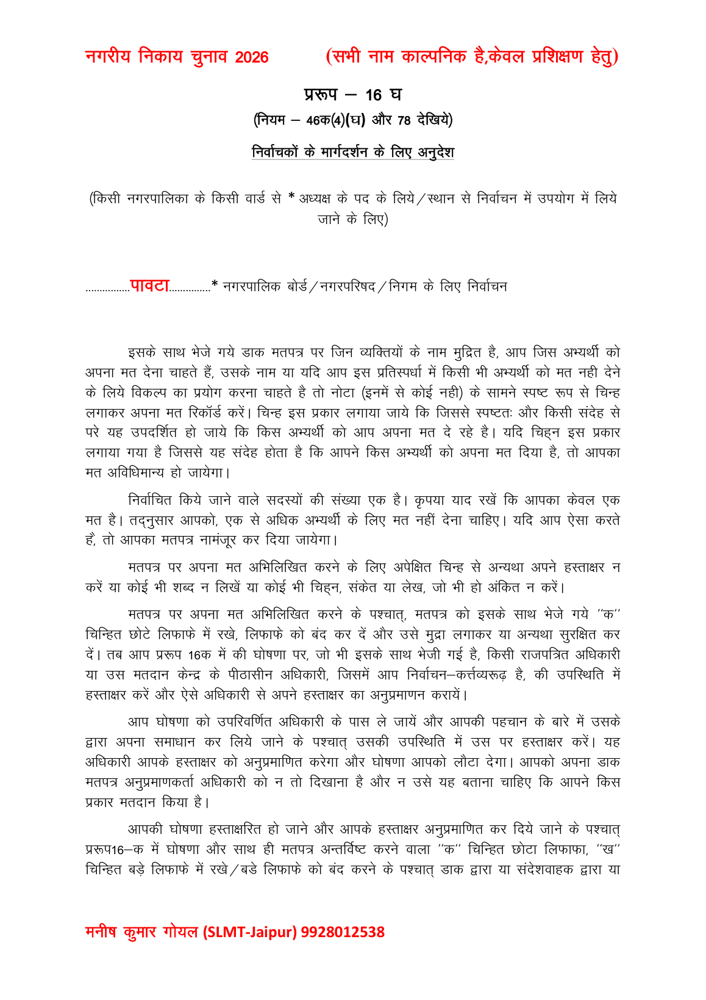 नगरीय निकाय चुनाव 2026 (सभी नाम काल्पनिक है,केवल प्रशिक्षण हेतु)
प्ररूप – 16 घ
(नियम – 46क(4)(घ) और 78 देखिये)
निर्वाचकों के मार्गदर्शन के लिए अनुदेश
(किसी नगरपालिका के किसी वार्ड से * अध्यक्ष के पद के लिये/स्थान से निर्वाचन में उपयोग में लिये
जाने के लिए)
................पावटा...............* नगरपालिक बोर्ड/नगरपरिषद/निगम के लिए निर्वाचन
इसके साथ भेजे गये डाक मतपत्र पर जिन व्यक्तियों के नाम मुद्रित है, आप जिस अभ्यर्थी को
अपना मत देना चाहते हैं, उसके नाम या यदि आप इस प्रतिस्पर्धा में किसी भी अभ्यर्थी को मत नही देने
के लिये विकल्प का प्रयोग करना चाहते है तो नोटा (इनमें से कोई नही) के सामने स्पष्ट रूप से चिन्ह
लगाकर अपना मत रिकॉर्ड करें। चिन्ह इस प्रकार लगाया जाये कि जिससे स्पष्टतः और किसी संदेह से
परे यह उपदर्शित हो जाये कि किस अभ्यर्थी को आप अपना मत दे रहे है। यदि चिह्न इस प्रकार
लगाया गया है जिससे यह संदेह होता है कि आपने किस अभ्यर्थी को अपना मत दिया है, तो आपका
मत अविधिमान्य हो जायेगा।
निर्वाचित किये जाने वाले सदस्यों की संख्या एक है। कृपया याद रखें कि आपका केवल एक
मत है। तद्नुसार आपको, एक से अधिक अभ्यर्थी के लिए मत नहीं देना चाहिए। यदि आप ऐसा करते
है, तो आपका मतपत्र नामंजूर कर दिया जायेगा।
मतपत्र पर अपना मत अभिलिखित करने के लिए अपेक्षित चिन्ह से अन्यथा अपने हस्ताक्षर न
करें या कोई भी शब्द न लिखें या कोई भी चिह्न, संकेत या लेख, जो भी हो अंकित न करें।
मतपत्र पर अपना मत अभिलिखित करने के पश्चात्, मतपत्र को इसके साथ भेजे गये "क"
चिन्हित छोटे लिफाफे में रखे, लिफाफे को बंद कर दें और उसे मुद्रा लगाकर या अन्यथा सुरक्षित कर
दें। तब आप प्ररूप 16क में की घोषणा पर, जो भी इसके साथ भेजी गई है, किसी राजपत्रित अधिकारी
या उस मतदान केन्द्र के पीठासीन अधिकारी, जिसमें आप निर्वाचन–कर्त्तव्यरूढ़ है, की उपस्थिति में
हस्ताक्षर करें और ऐसे अधिकारी से अपने हस्ताक्षर का अनुप्रमाणन करायें।
आप घोषणा को उपरिवर्णित अधिकारी के पास ले जायें और आपकी पहचान के बारे में उसके
द्वारा अपना समाधान कर लिये जाने के पश्चात् उसकी उपस्थिति में उस पर हस्ताक्षर करें। यह
अधिकारी आपके हस्ताक्षर को अनुप्रमाणित करेगा और घोषणा आपको लौटा देगा। आपको अपना डाक
मतपत्र अनुप्रमाणकर्ता अधिकारी को न तो दिखाना है और न उसे यह बताना चाहिए कि आपने किस
प्रकार मतदान किया है।
आपकी घोषणा हस्ताक्षरित हो जाने और आपके हस्ताक्षर अनुप्रमाणित कर दिये जाने के पश्चात्
प्ररूप16–क में घोषणा और साथ ही मतपत्र अन्तर्विष्ट करने वाला "क" चिन्हित छोटा लिफाफा, "ख"
चिन्हित बड़े लिफाफे में रखे/बडे लिफाफे को बंद करने के पश्चात् डाक द्वारा या संदेशवाहक द्वारा या
मनीष कुमार गोयल (SLMT-Jaipur) 9928012538